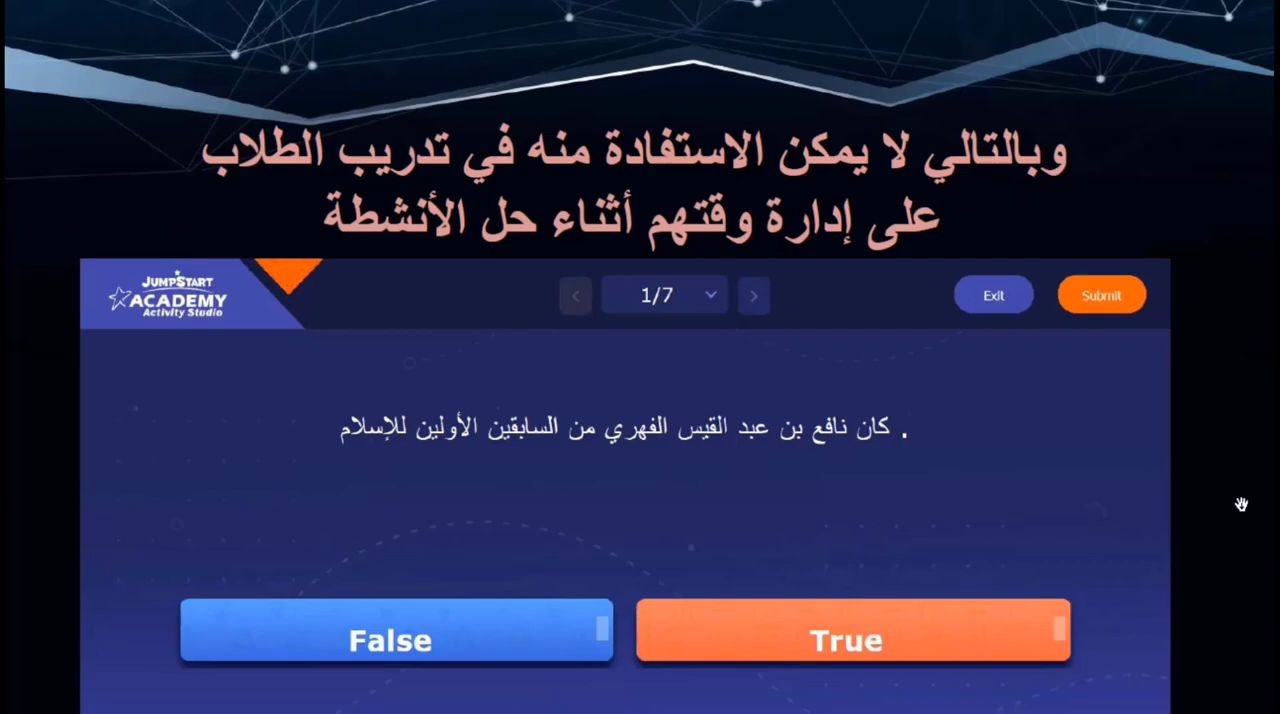 وبالتالي لا يمكن الاستفادة منه في تدريب الطلاب
على إدارة وقتهم أثناء حل الأنشطة
JUMPSTART
ACADEMY
Activity Studio
1/7
Exit
Submit
. كان نافع بن عبد القيس الفهري من السابقين الأولين للإسلام
False
True